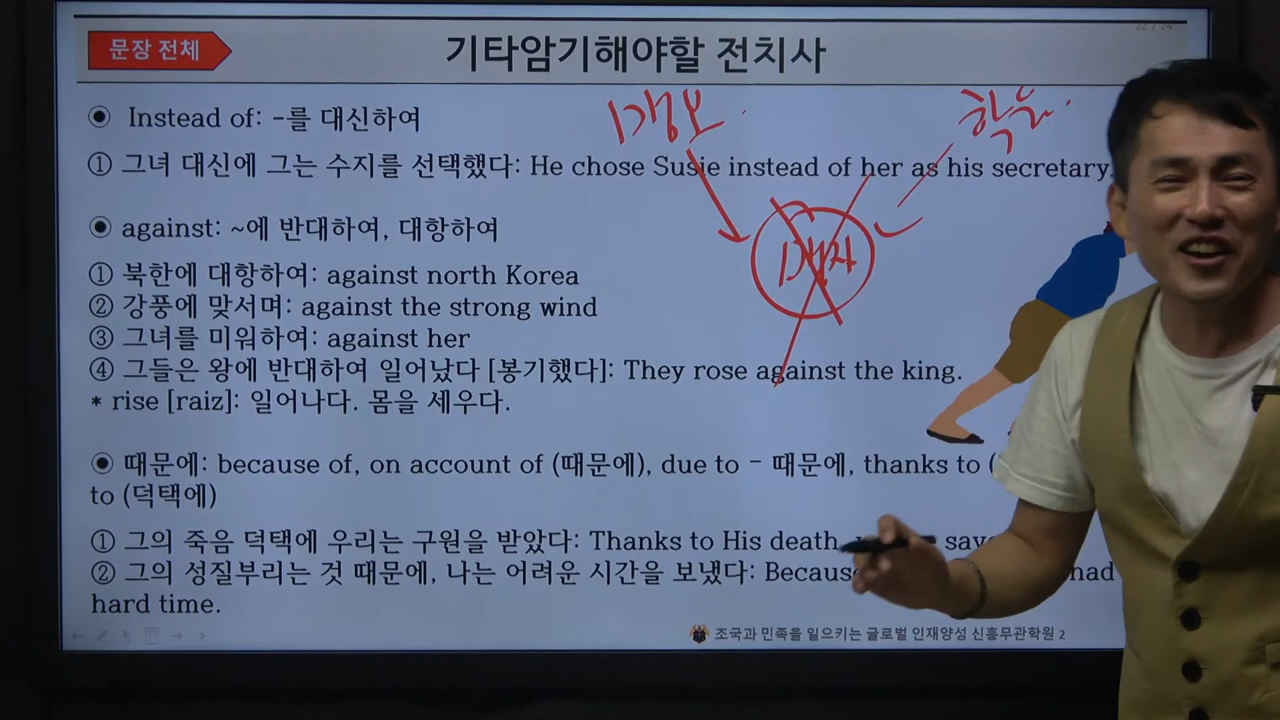 문장 전체
기타암기해야할 전치사
◉ Instead of: -를 대신하여
① 그녀 대신에 그는 수지를 선택했다: He chose Susie instead of her as his secretary.
◉ against: ~에 반대하여, 대항하여
① 북한에 대항하여: against north Korea
② 강풍에 맞서며: against the strong wind
③ 그녀를 미워하여: against her
④ 그들은 왕에 반대하여 일어났다 [봉기했다]: They rose against the king.
* rise [raiz]: 일어나다. 몸을 세우다.
◉ 때문에: because of, on account of (때문에), due to - 때문에, thanks to (
to (덕택에)
① 그의 죽음 덕택에 우리는 구원을 받았다: Thanks to His death,
② 그의 성질부리는 것 때문에, 나는 어려운 시간을 보냈다: had
hard time.
조국과 민족을 일으키는 글로벌 인재양성 신흥무관학원 2